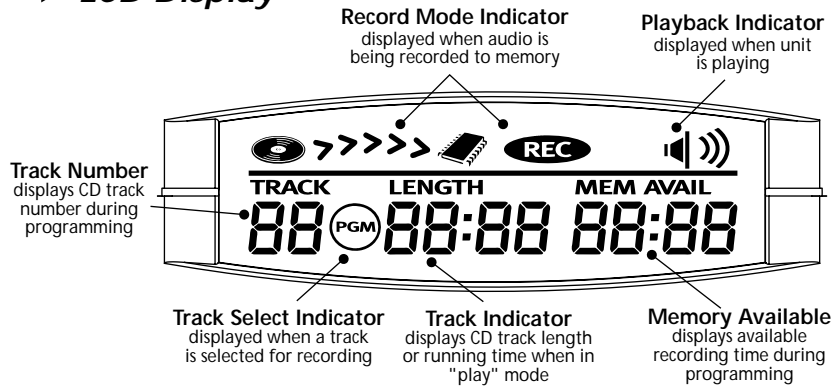 LCD Display
Record Mode Indicator
displayed when audio is
being recorded to memory
Playback Indicator
displayed when unit
is playing
REC
Track Number
displays CD track
number during
programming
TRACK LENGTH MEM AVAIL
88 PGM 88:88 88:88
Track Select Indicator
displayed when a track
is selected for recording
Track Indicator
displays CD track length
or running time when in
"play" mode
Memory Available
displays available
recording time during
programming